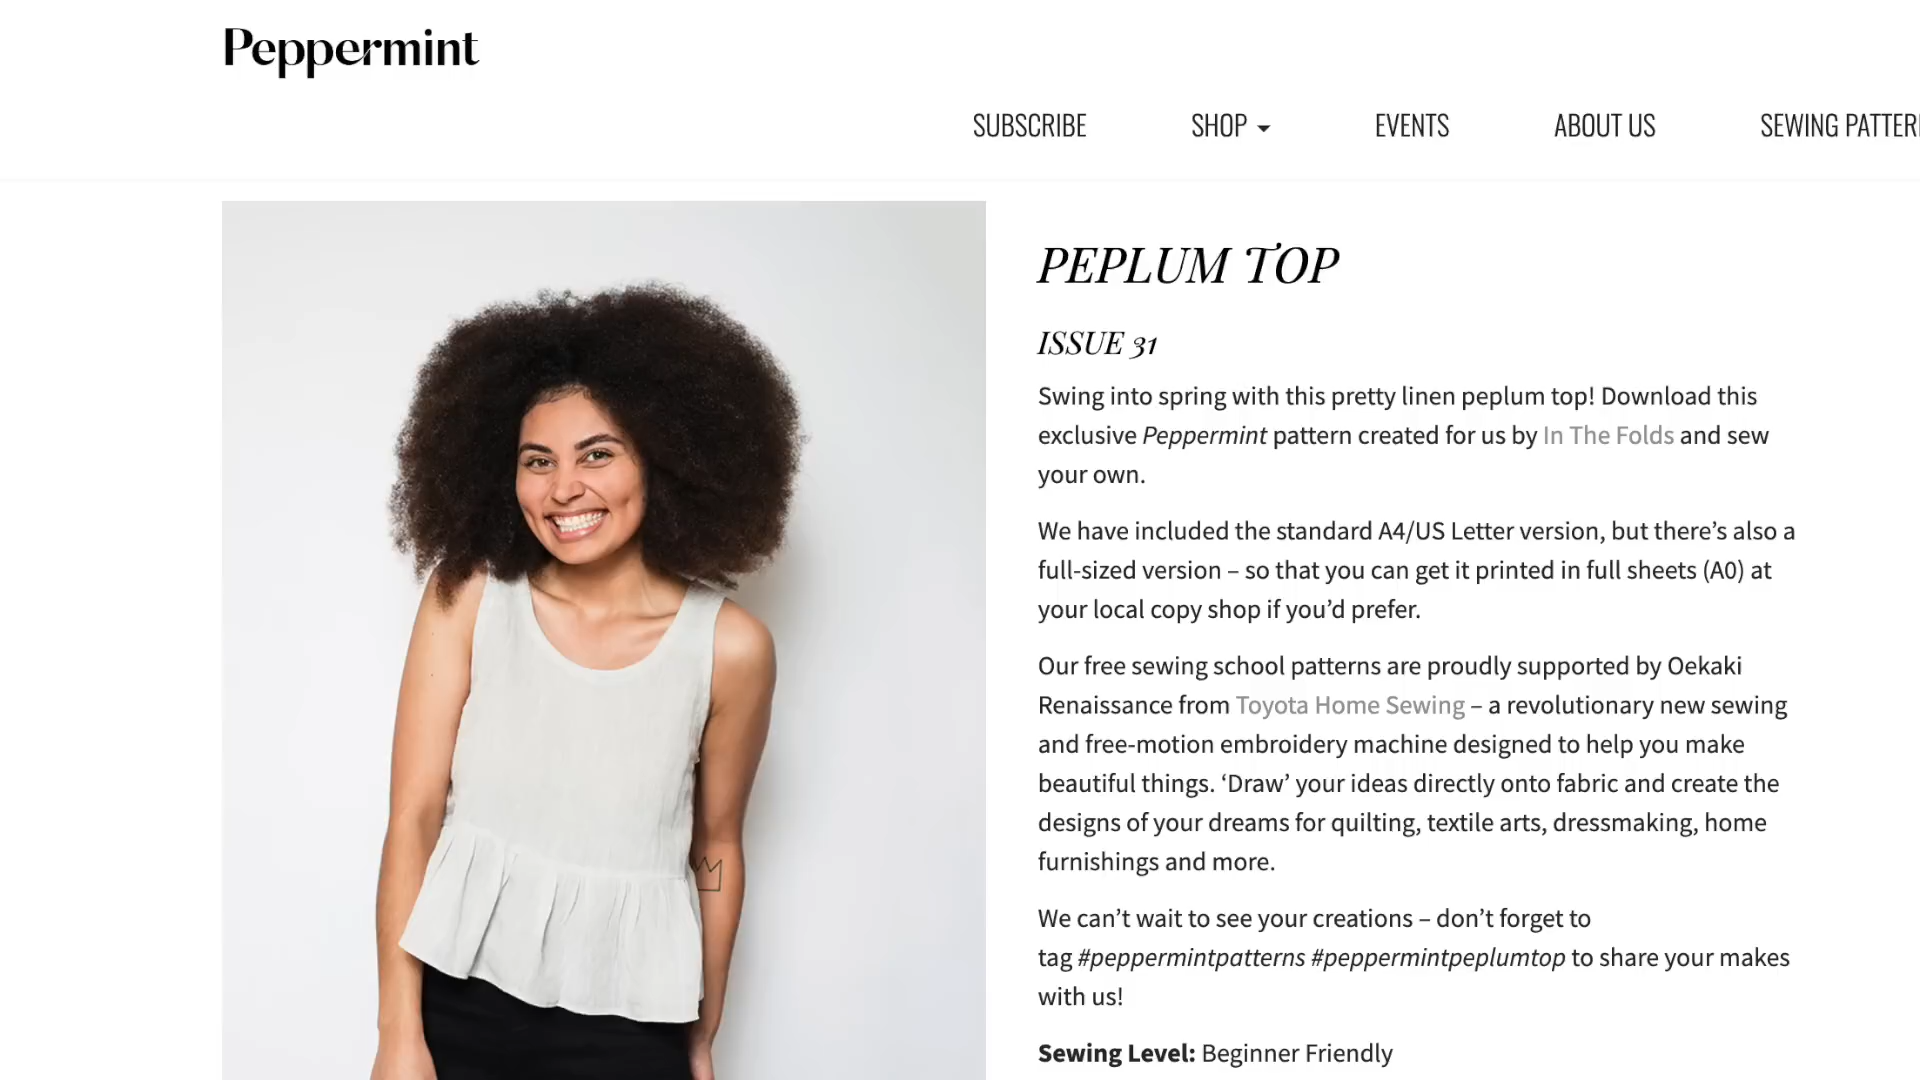 Peppermint
SUBSCRIBE
SHOP
EVENTS
ABOUT US
SEWING
PEPLUM TOP
ISSUE 31
Swing into spring with this pretty linen peplum top! Download this
exclusive Peppermint pattern created for us by In The Folds and sew
your own.
We have included the standard A4/US Letter version, but there’s also a
full-sized version – so that you can get it printed in full sheets (A0) at
your local copy shop if you’d prefer.
Our free sewing school patterns are proudly supported by Oekaki
Renaissance from Toyota Home Sewing – a revolutionary new sewing
and free-motion embroidery machine designed to help you make
beautiful things. ‘Draw’ your ideas directly onto fabric and create the
designs of your dreams for quilting, textile arts, dressmaking, home
furnishings and more.
We can’t wait to see your creations – don’t forget to
tag #peppermintpatterns #peppermintpeplumtop to share your makes
with us!
Sewing Level: Beginner Friendly